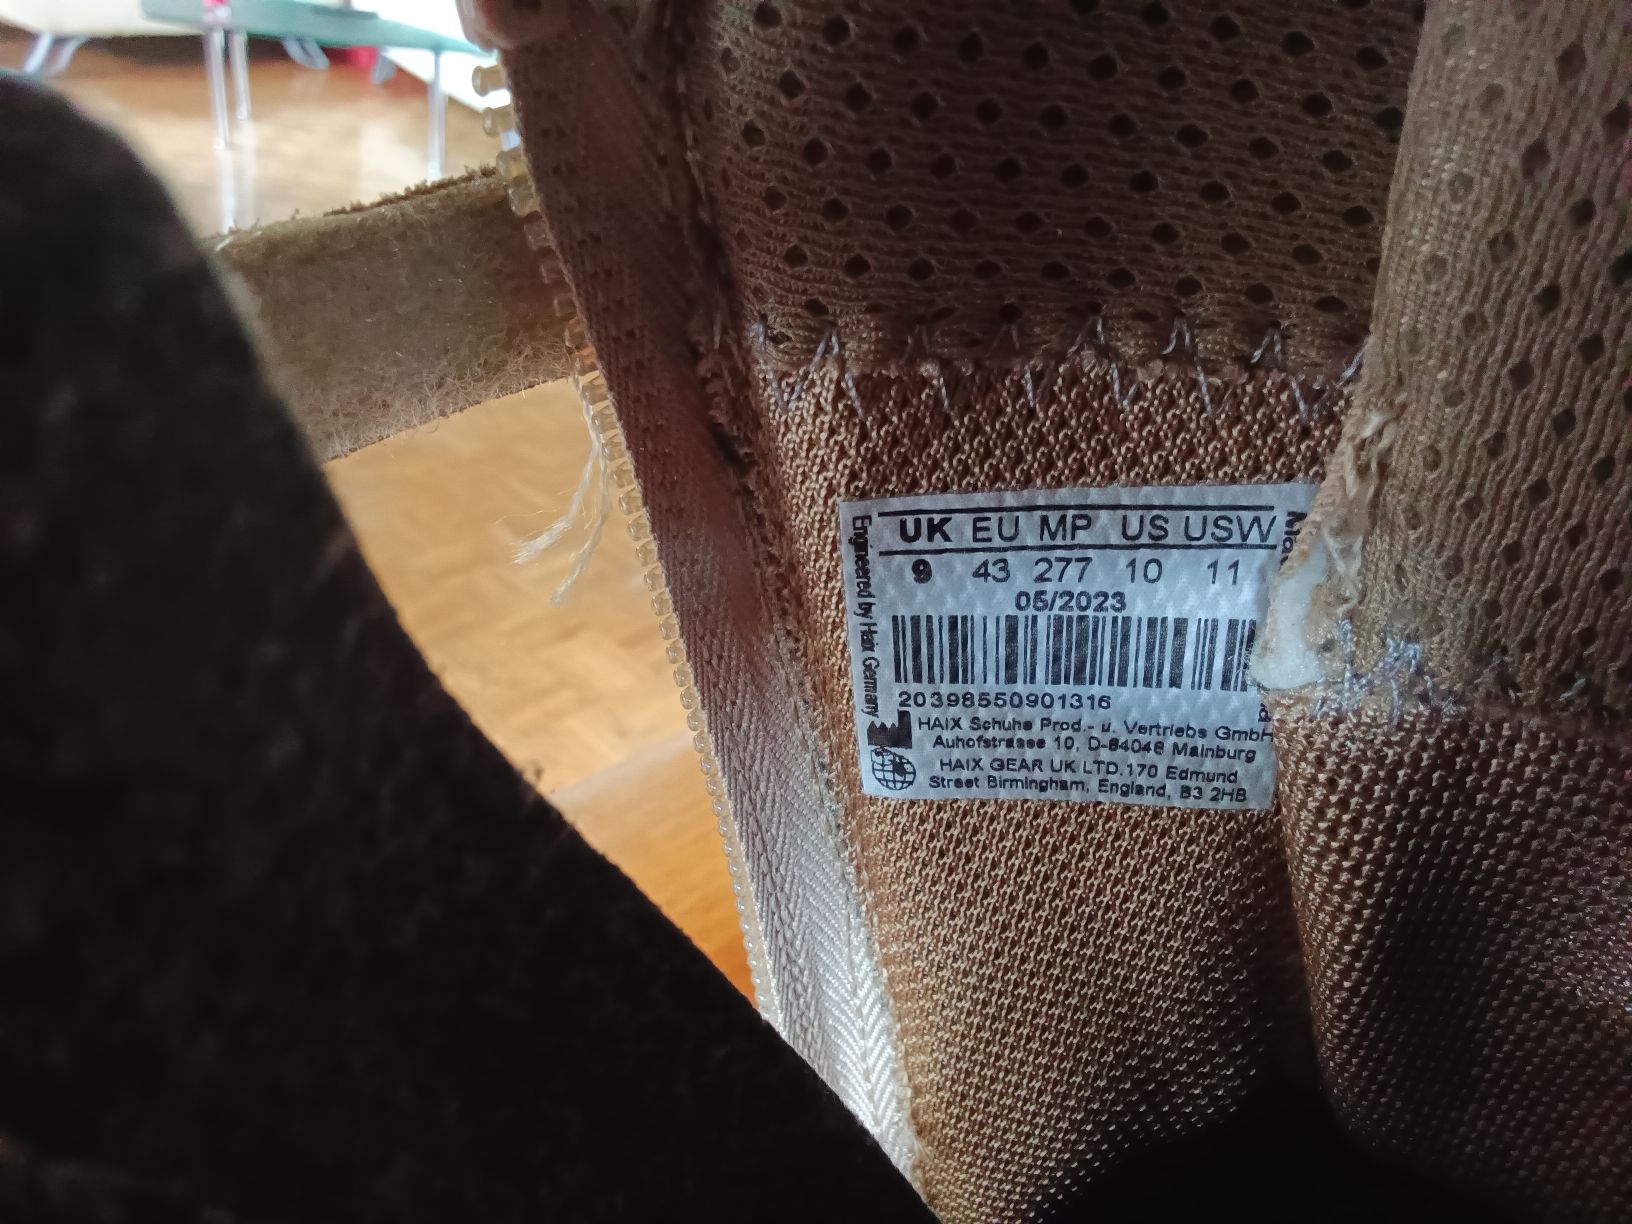 UK EU MP US USW
9 43 277 10 11
05/2023
20398550901316
HAIX Schuhe Prod.- u. Vertriebs GmbH
Auhofstrasse 10, D-84048 Mainburg
HAIX GEAR UK LTD.170 Edmund
Street Birmingham, England, B3 2HB
Engineered by Haix Germany